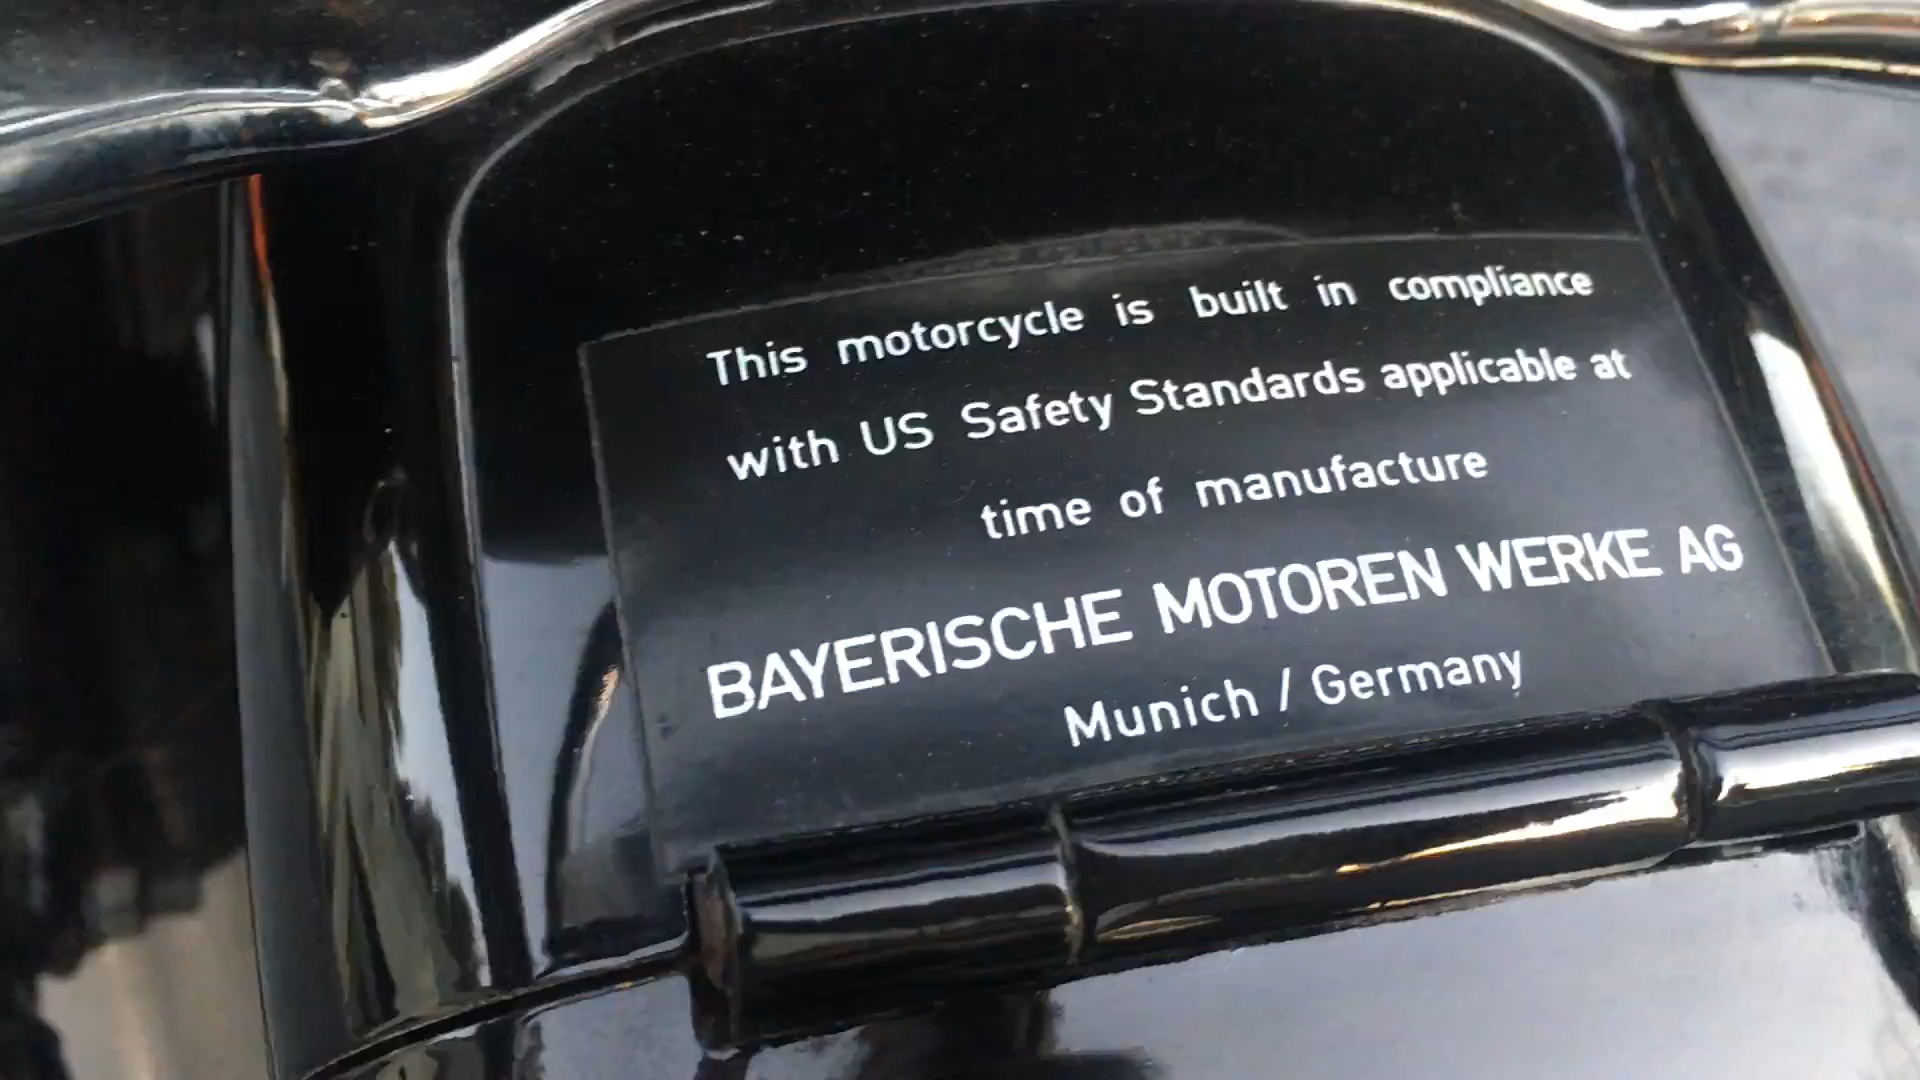 This motorcycle is built in compliance
with US Safety Standards applicable at
time of manufacture
BAYERISCHE MOTOREN WERKE AG
Munich / Germany